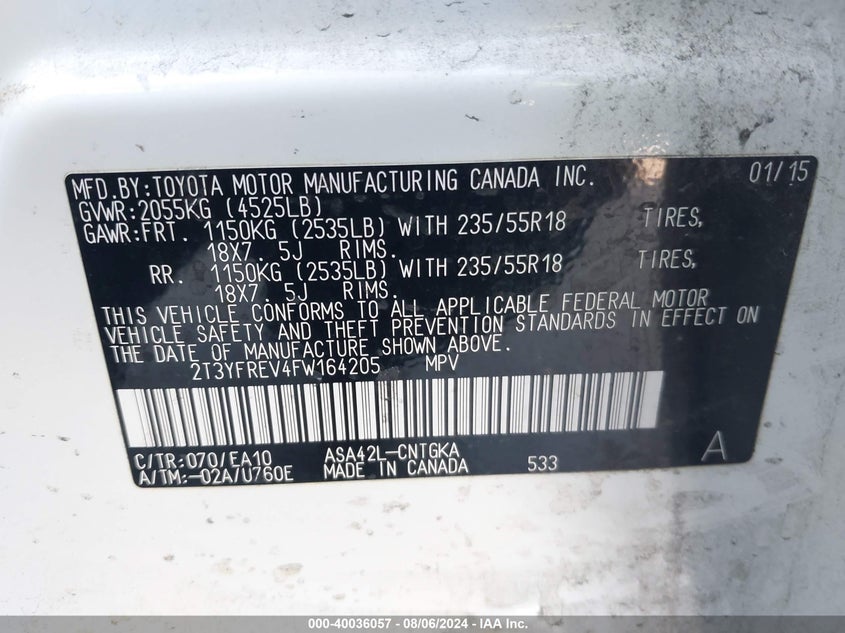 MFD.BY:TOYOTA MOTOR MANUFACTURING CANADA INC. 01/15
GVWR:2055KG (4525LB)
GAWR:FRT. 1150KG (2535LB) WITH 235/55R18 TIRES,
18X7. 5J RIMS.
RR. 1150KG (2535LB) WITH 235/55R18 TIRES,
18X7. 5J RIMS.
THIS VEHICLE CONFORMS TO ALL APPLICABLE FEDERAL MOTOR
VEHICLE SAFETY AND THEFT PREVENTION STANDARDS IN EFFECT ON
THE DATE OF MANUFACTURE SHOWN ABOVE.
2T3YFREV4FW164205 MPV
C/TR:070/EA10 ASA42L-CNTGKA A
A/TM:-02A/U760E MADE IN CANADA 533
000-40036057 - 08/06/2024 - IAA Inc.